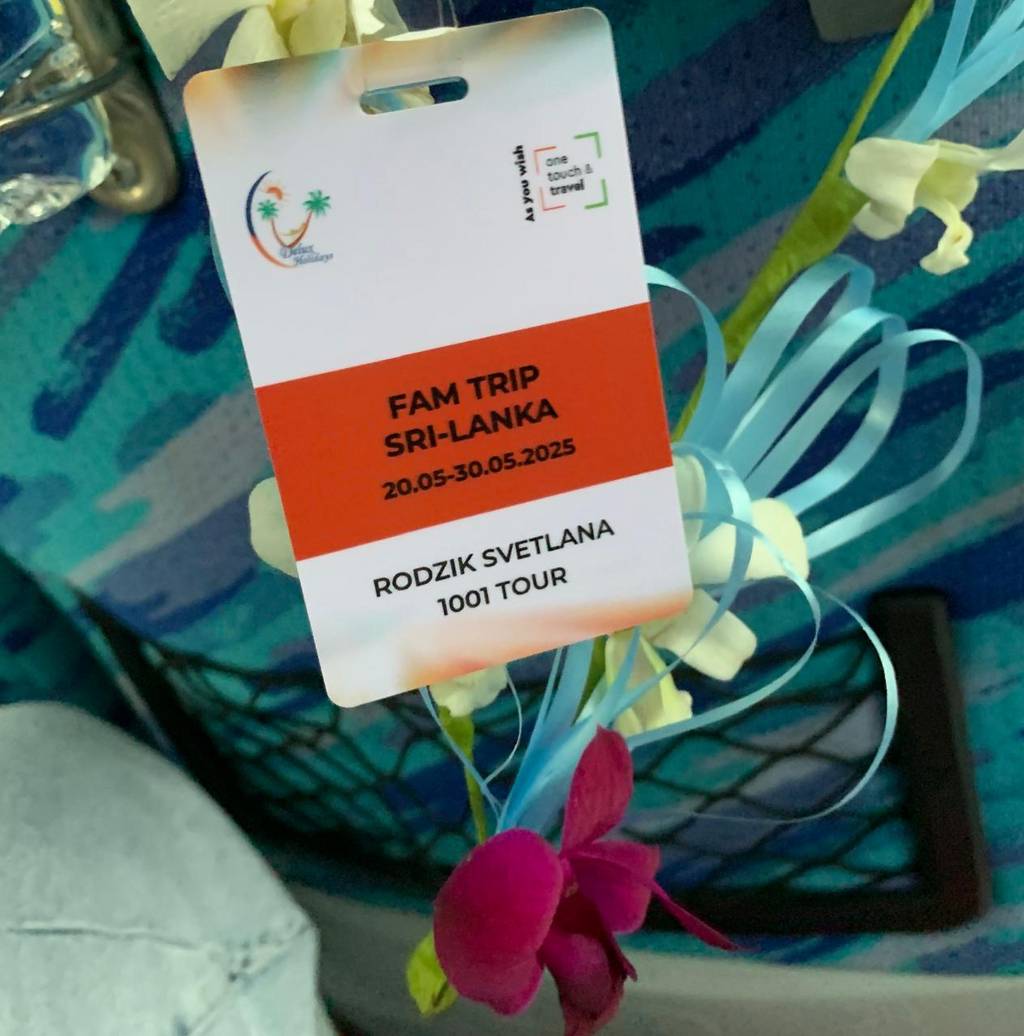 Delux
Holidays
As you wish
one
touch &
travel
FAM TRIP
SRI-LANKA
20.05-30.05.2025
RODZIK SVETLANA
1001 TOUR